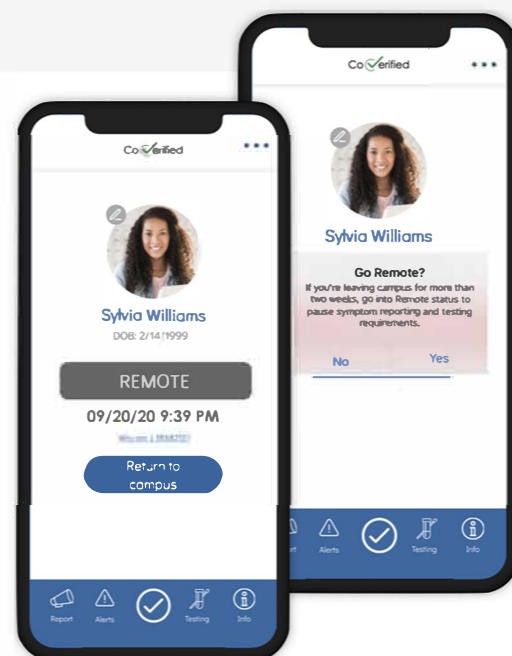 CoVerified
Sylvia Williams
DOB: 2/14/1999
REMOTE
09/20/20 9:39 PM
Return to
campus
Report
Alerts
Testing
Info
CoVerified
Sylvia Williams
Go Remote?
If you're leaving campus for more than
two weeks, go into Remote status to
pause symptom reporting and testing
requirements.
No
Yes
rt
Alerts
Testing
Info